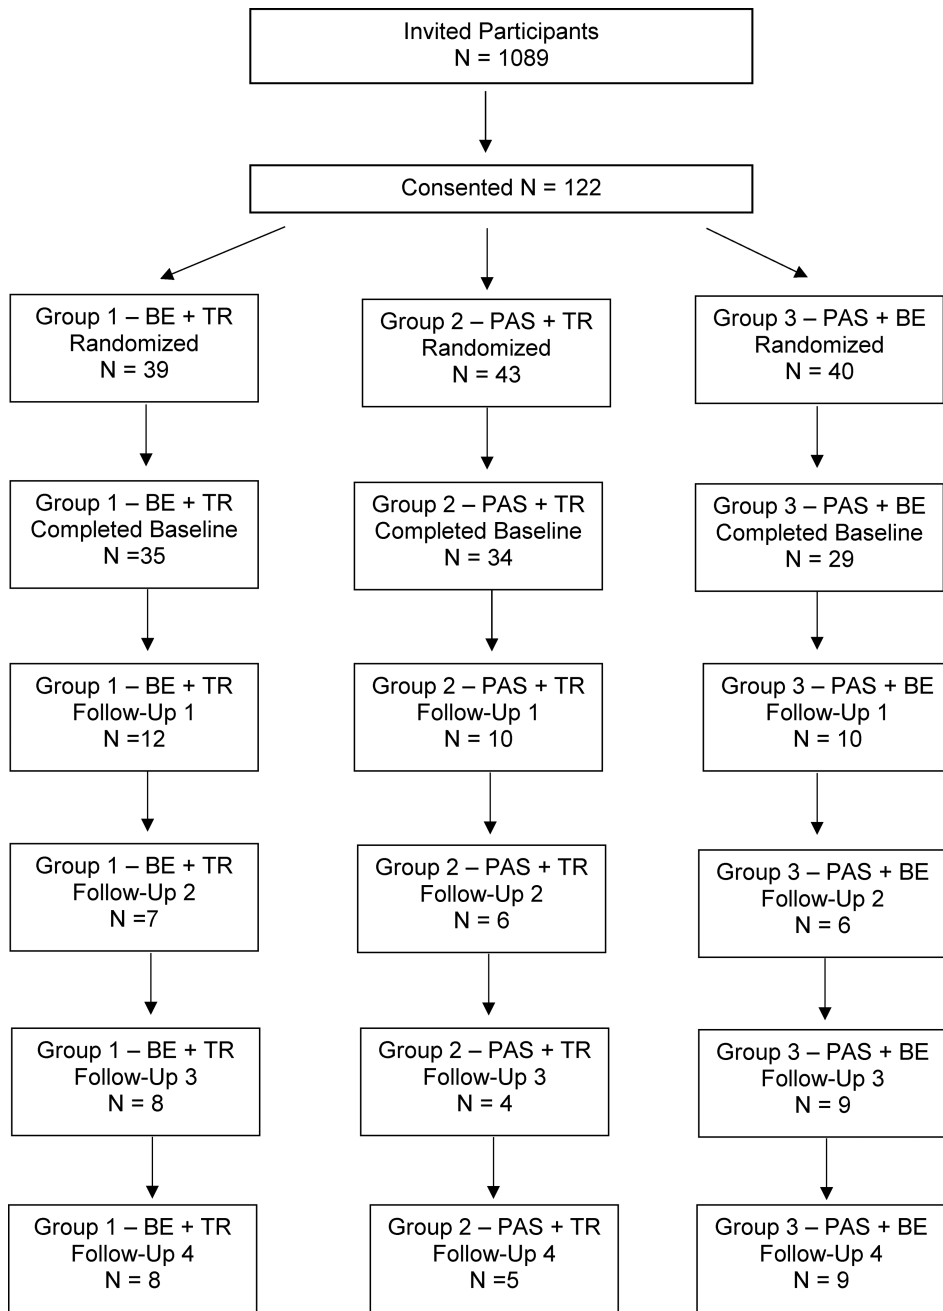 Invited Participants
N = 1089
Consented N = 122
Group 1 – BE + TR
Randomized
N = 39
Group 2 – PAS + TR
Randomized
N = 43
Group 3 – PAS + BE
Randomized
N = 40
Group 1 – BE + TR
Completed Baseline
N =35
Group 2 – PAS + TR
Completed Baseline
N = 34
Group 3 – PAS + BE
Completed Baseline
N = 29
Group 1 – BE + TR
Follow-Up 1
N =12
Group 2 – PAS + TR
Follow-Up 1
N = 10
Group 3 – PAS + BE
Follow-Up 1
N = 10
Group 1 – BE + TR
Follow-Up 2
N =7
Group 2 – PAS + TR
Follow-Up 2
N = 6
Group 3 – PAS + BE
Follow-Up 2
N = 6
Group 1 – BE + TR
Follow-Up 3
N = 8
Group 2 – PAS + TR
Follow-Up 3
N = 4
Group 3 – PAS + BE
Follow-Up 3
N = 9
Group 1 – BE + TR
Follow-Up 4
N = 8
Group 2 – PAS + TR
Follow-Up 4
N =5
Group 3 – PAS + BE
Follow-Up 4
N = 9